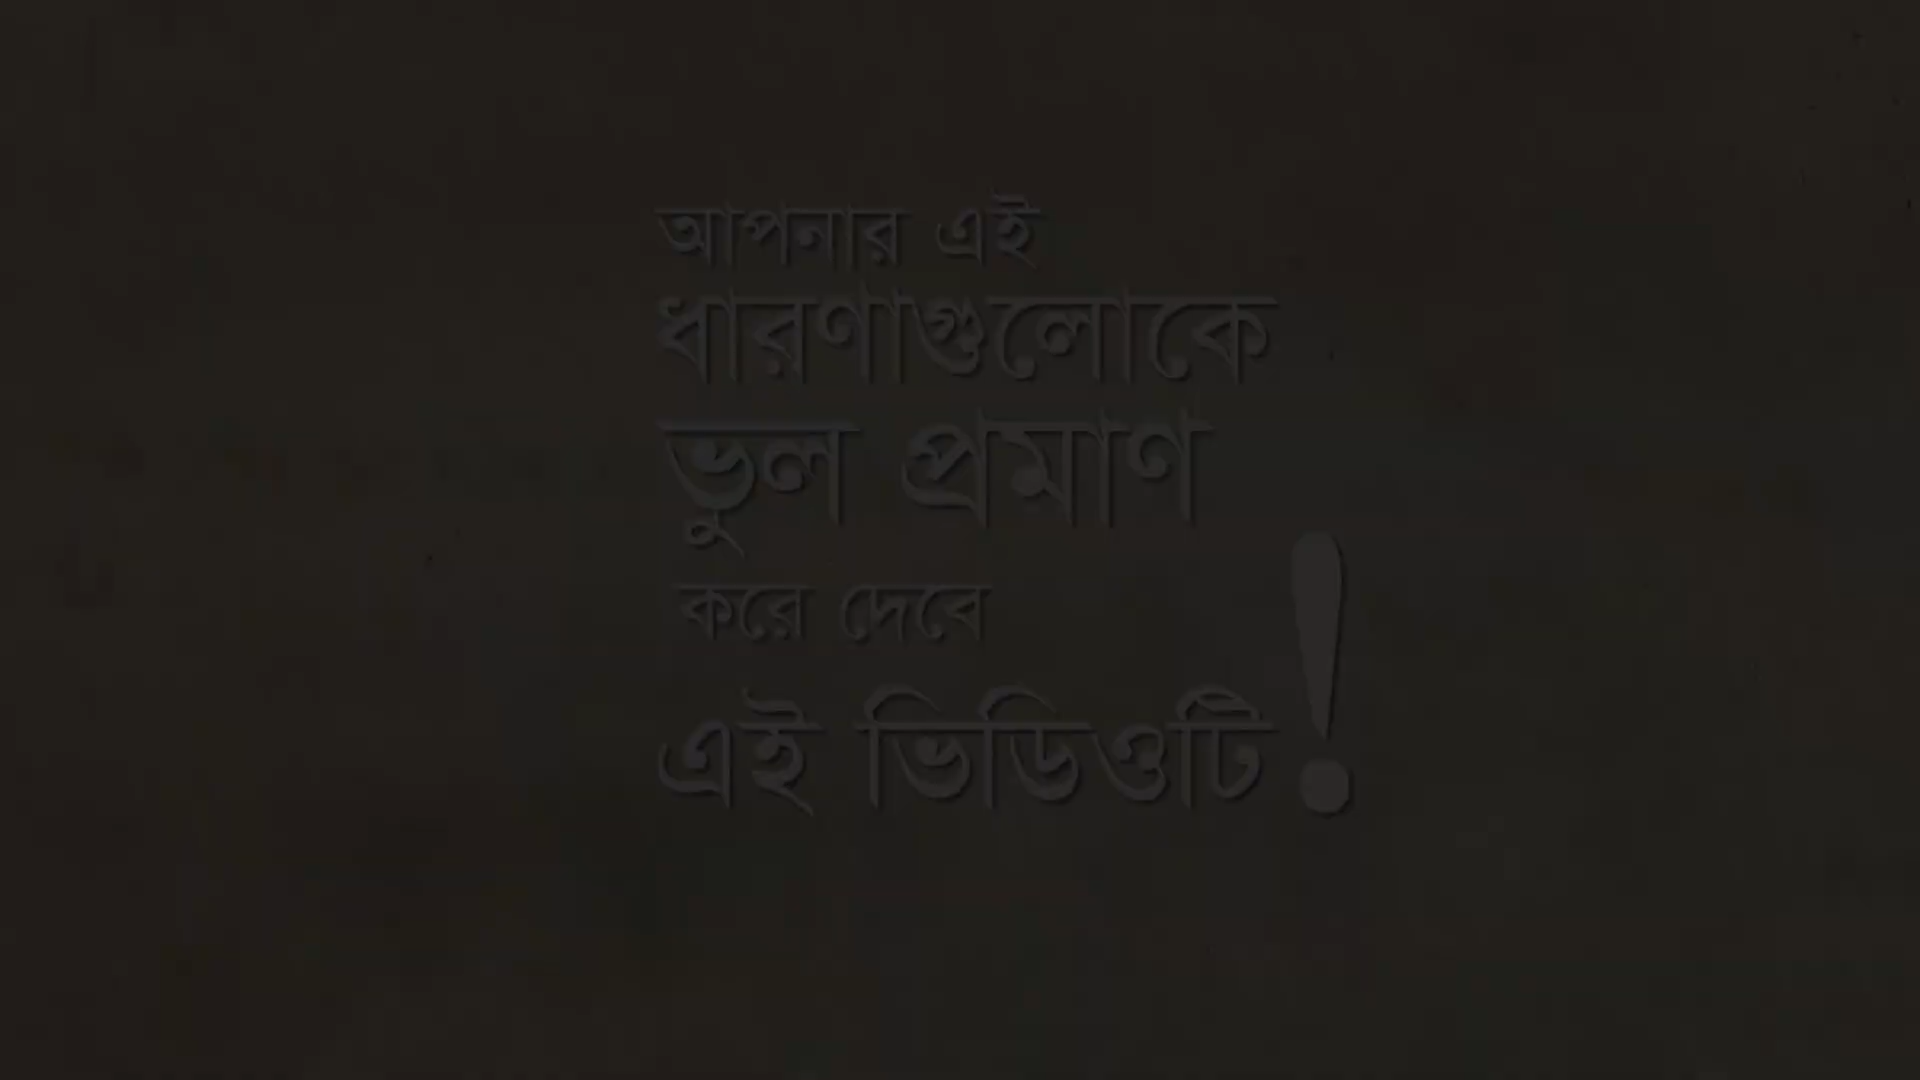 আপনার এই
ধারণাগুলোকে
ভুল প্রমাণ
করে দেবে
এই ভিডিওটি!